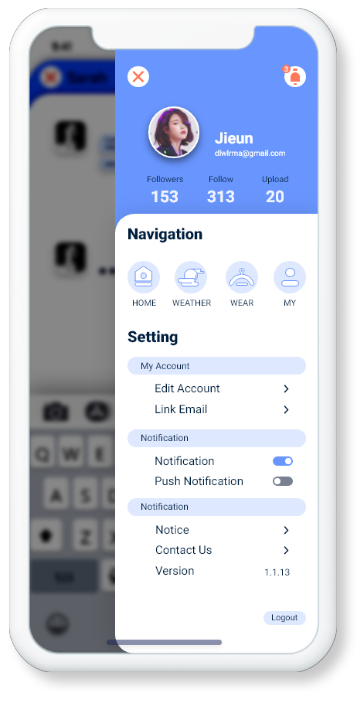 9:41
Sarah
3
Jieun
dlwlrma@gmail.com
Followers Follow Upload
153 313 20
Navigation
HOME WEATHER WEAR MY
Setting
My Account
Edit Account
Link Email
Notification
Notification
Push Notification
Notification
Notice
Contact Us
Version 1.1.13
Logout
Q W E
A S D
Z X
123